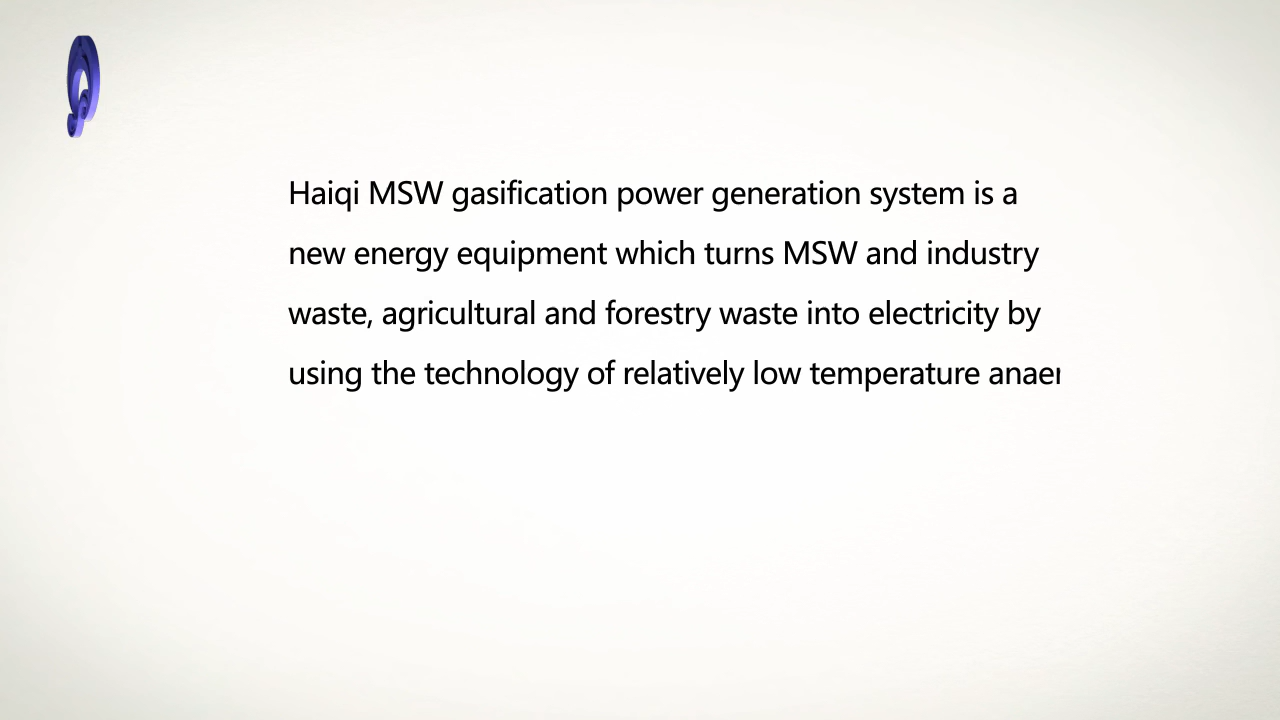 Haiqi MSW gasification power generation system is a
new energy equipment which turns MSW and industry
waste, agricultural and forestry waste into electricity by
using the technology of relatively low temperature